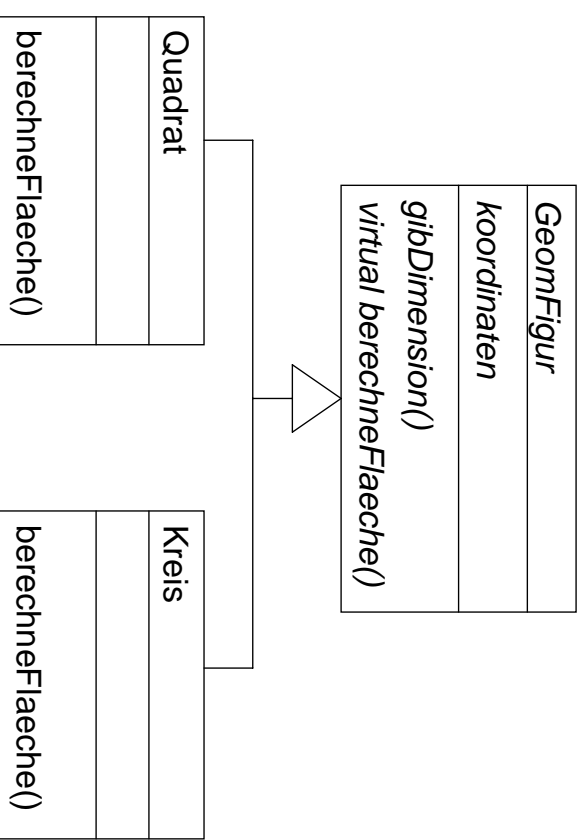 GeomFigur
koordinaten
gibDimension()
virtual berechneFlaeche()
Quadrat
berechneFlaeche()
Kreis
berechneFlaeche()